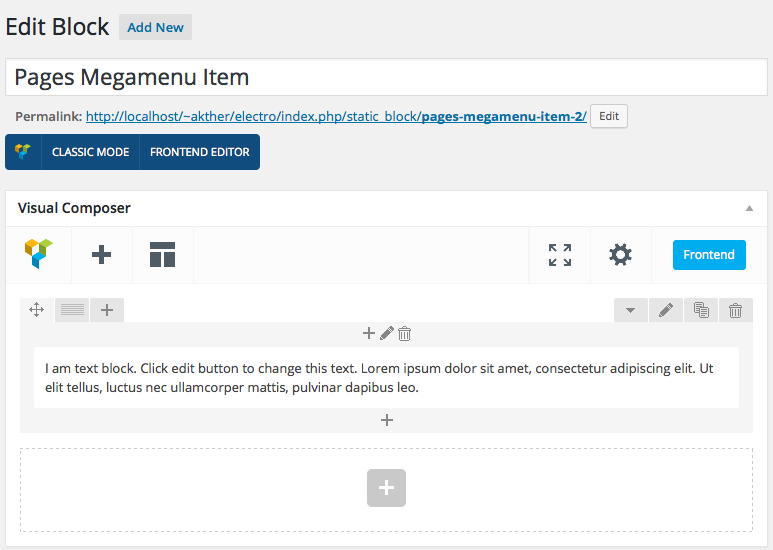 Edit Block Add New
Pages Megamenu Item
Permalink: http://localhost/~akther/electro/index.php/static_block/pages-megamenu-item-2/ Edit
CLASSIC MODE FRONTEND EDITOR
Visual Composer
Frontend
I am text block. Click edit button to change this text. Lorem ipsum dolor sit amet, consectetur adipiscing elit. Ut
elit tellus, luctus nec ullamcorper mattis, pulvinar dapibus leo.